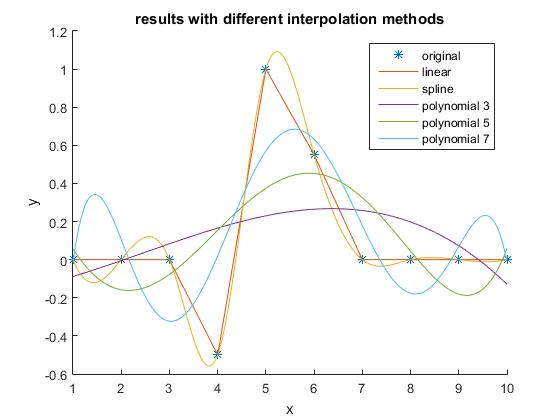 results with different interpolation methods
1.2
1
0.8
0.6
0.4
0.2
0
-0.2
-0.4
-0.6
y
original
linear
spline
polynomial 3
polynomial 5
polynomial 7
1 2 3 4 5 6 7 8 9 10
x